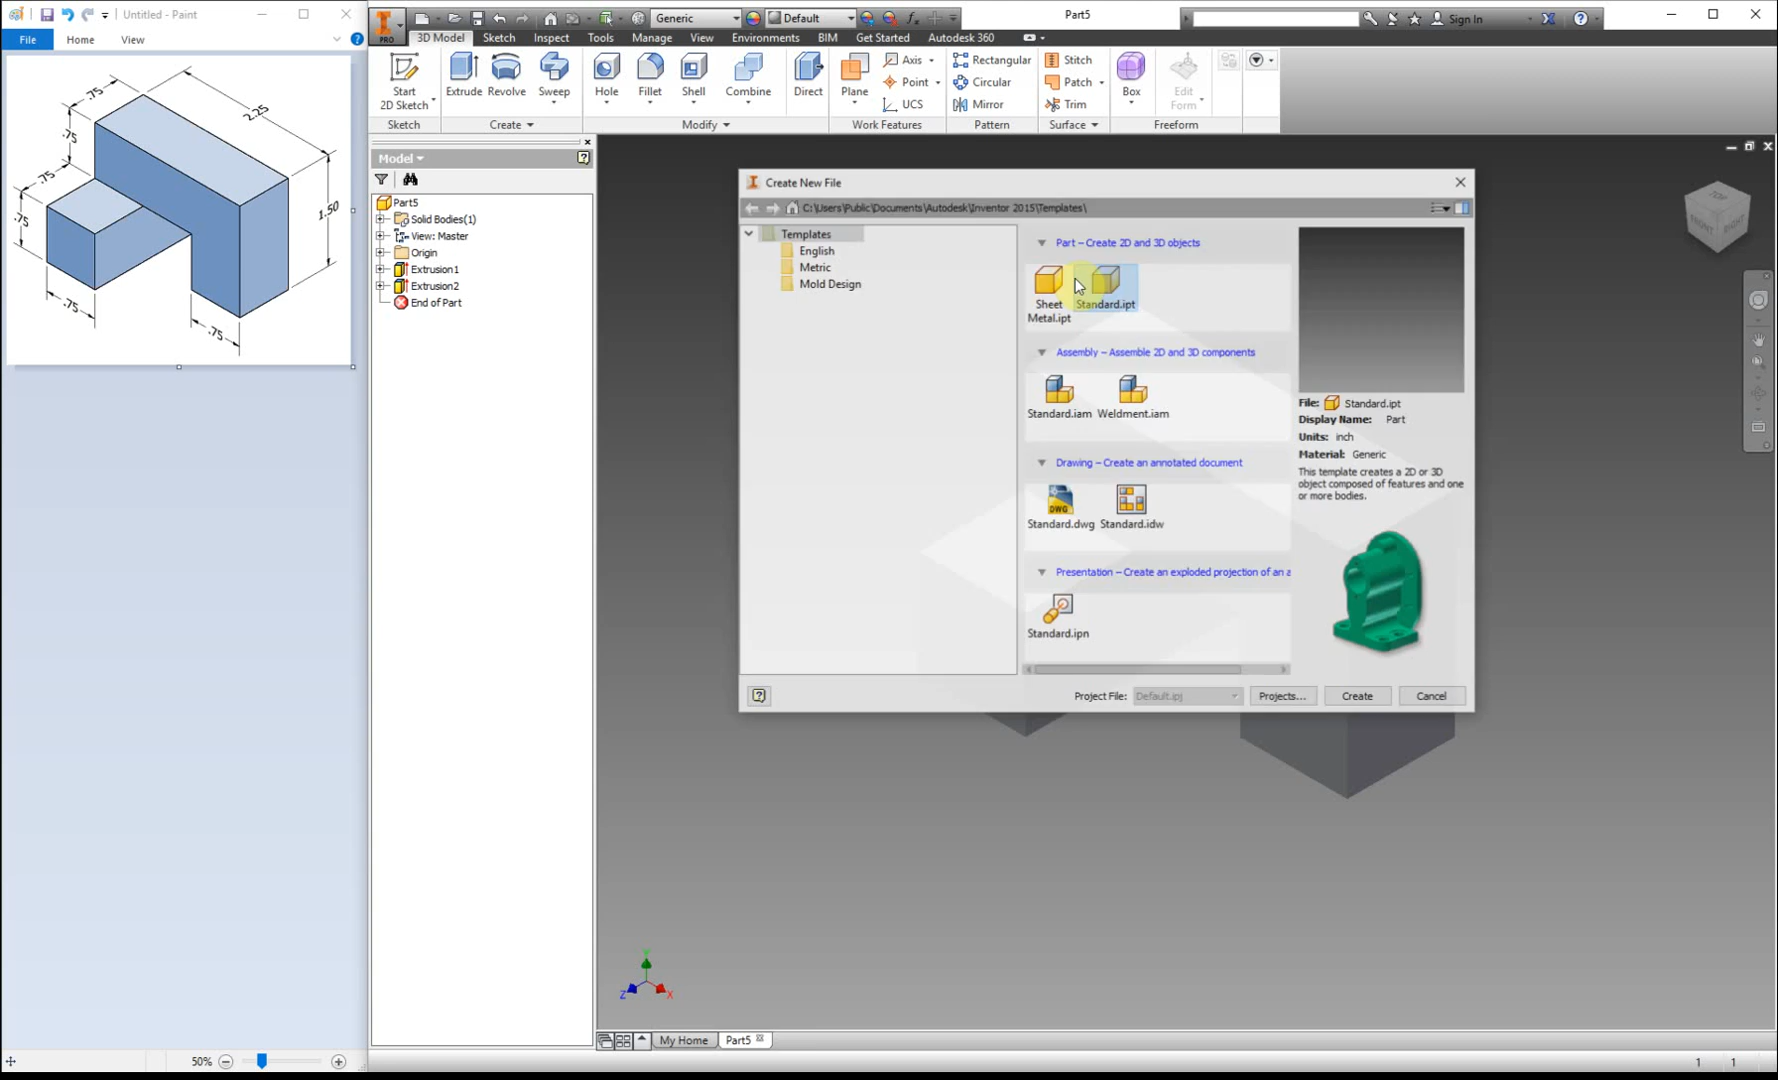 Untitled - Paint
File Home View
.75
2.25
.75
.75
.75
1.50
.75
.75
50%
PRO
Generic
Default
Part5
Sign In
3D Model Sketch Inspect Tools Manage View Environments BIM Get Started Autodesk 360
Start
2D Sketch
Extrude Revolve Sweep
Hole Fillet Shell Combine
Direct
Plane
Axis
Point
UCS
Rectangular
Circular
Mirror
Stitch
Patch
Trim
Box
Edit
Form
Sketch Create Modify Work Features Pattern Surface Freeform
Model
Part5
Solid Bodies(1)
View: Master
Origin
Extrusion1
Extrusion2
End of Part
Create New File
C:\Users\Public\Documents\Autodesk\Inventor 2015\Templates\
Templates
English
Metric
Mold Design
Part – Create 2D and 3D objects
Sheet
Metal.ipt
Standard.ipt
Assembly – Assemble 2D and 3D components
Standard.iam Weldment.iam
Drawing – Create an annotated document
DWG
Standard.dwg Standard.idw
Presentation – Create an exploded projection of an a
Standard.ipn
File: Standard.ipt
Display Name: Part
Units: inch
Material: Generic
This template creates a 2D or 3D
object composed of features and one
or more bodies.
Project File: Default.ipj Projects... Create Cancel
FRONT RIGHT
Y
Z X
My Home Part5
1 1